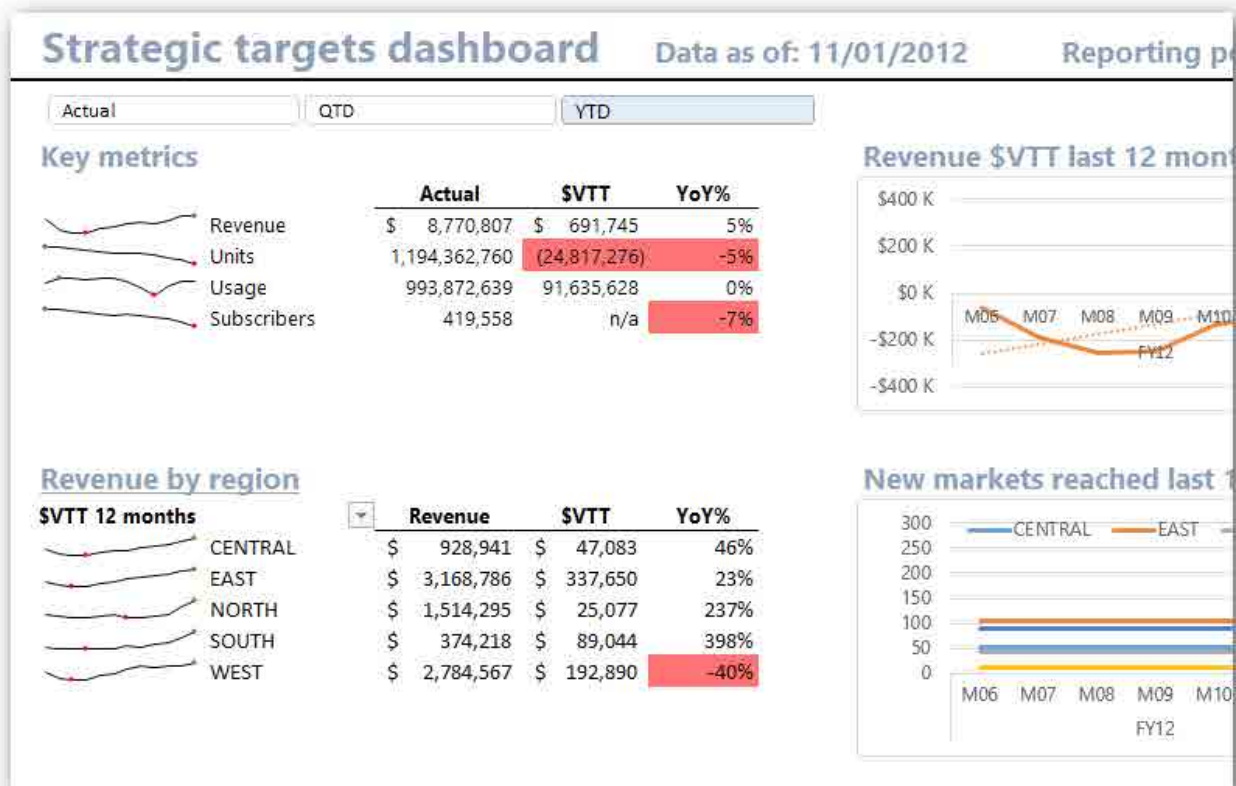 Strategic targets dashboard Data as of: 11/01/2012 Reporting
Actual QTD YTD
Key metrics
Actual $VTT YoY%
Revenue $ 8,770,807 $ 691,745 5%
Units 1,194,362,760 (24,817,276) -5%
Usage 993,872,639 91,635,628 0%
Subscribers 419,558 n/a -7%
Revenue $VTT last 12 mont
$400 K
$200 K
$0 K
-$200 K
-$400 K
M06 M07 M08 M09 M10
FY12
Revenue by region
$VTT 12 months Revenue $VTT YoY%
CENTRAL $ 928,941 $ 47,083 46%
EAST $ 3,168,786 $ 337,650 23%
NORTH $ 1,514,295 $ 25,077 237%
SOUTH $ 374,218 $ 89,044 398%
WEST $ 2,784,567 $ 192,890 -40%
New markets reached last 1
CENTRAL EAST
300
250
200
150
100
50
0
M06 M07 M08 M09 M10
FY12